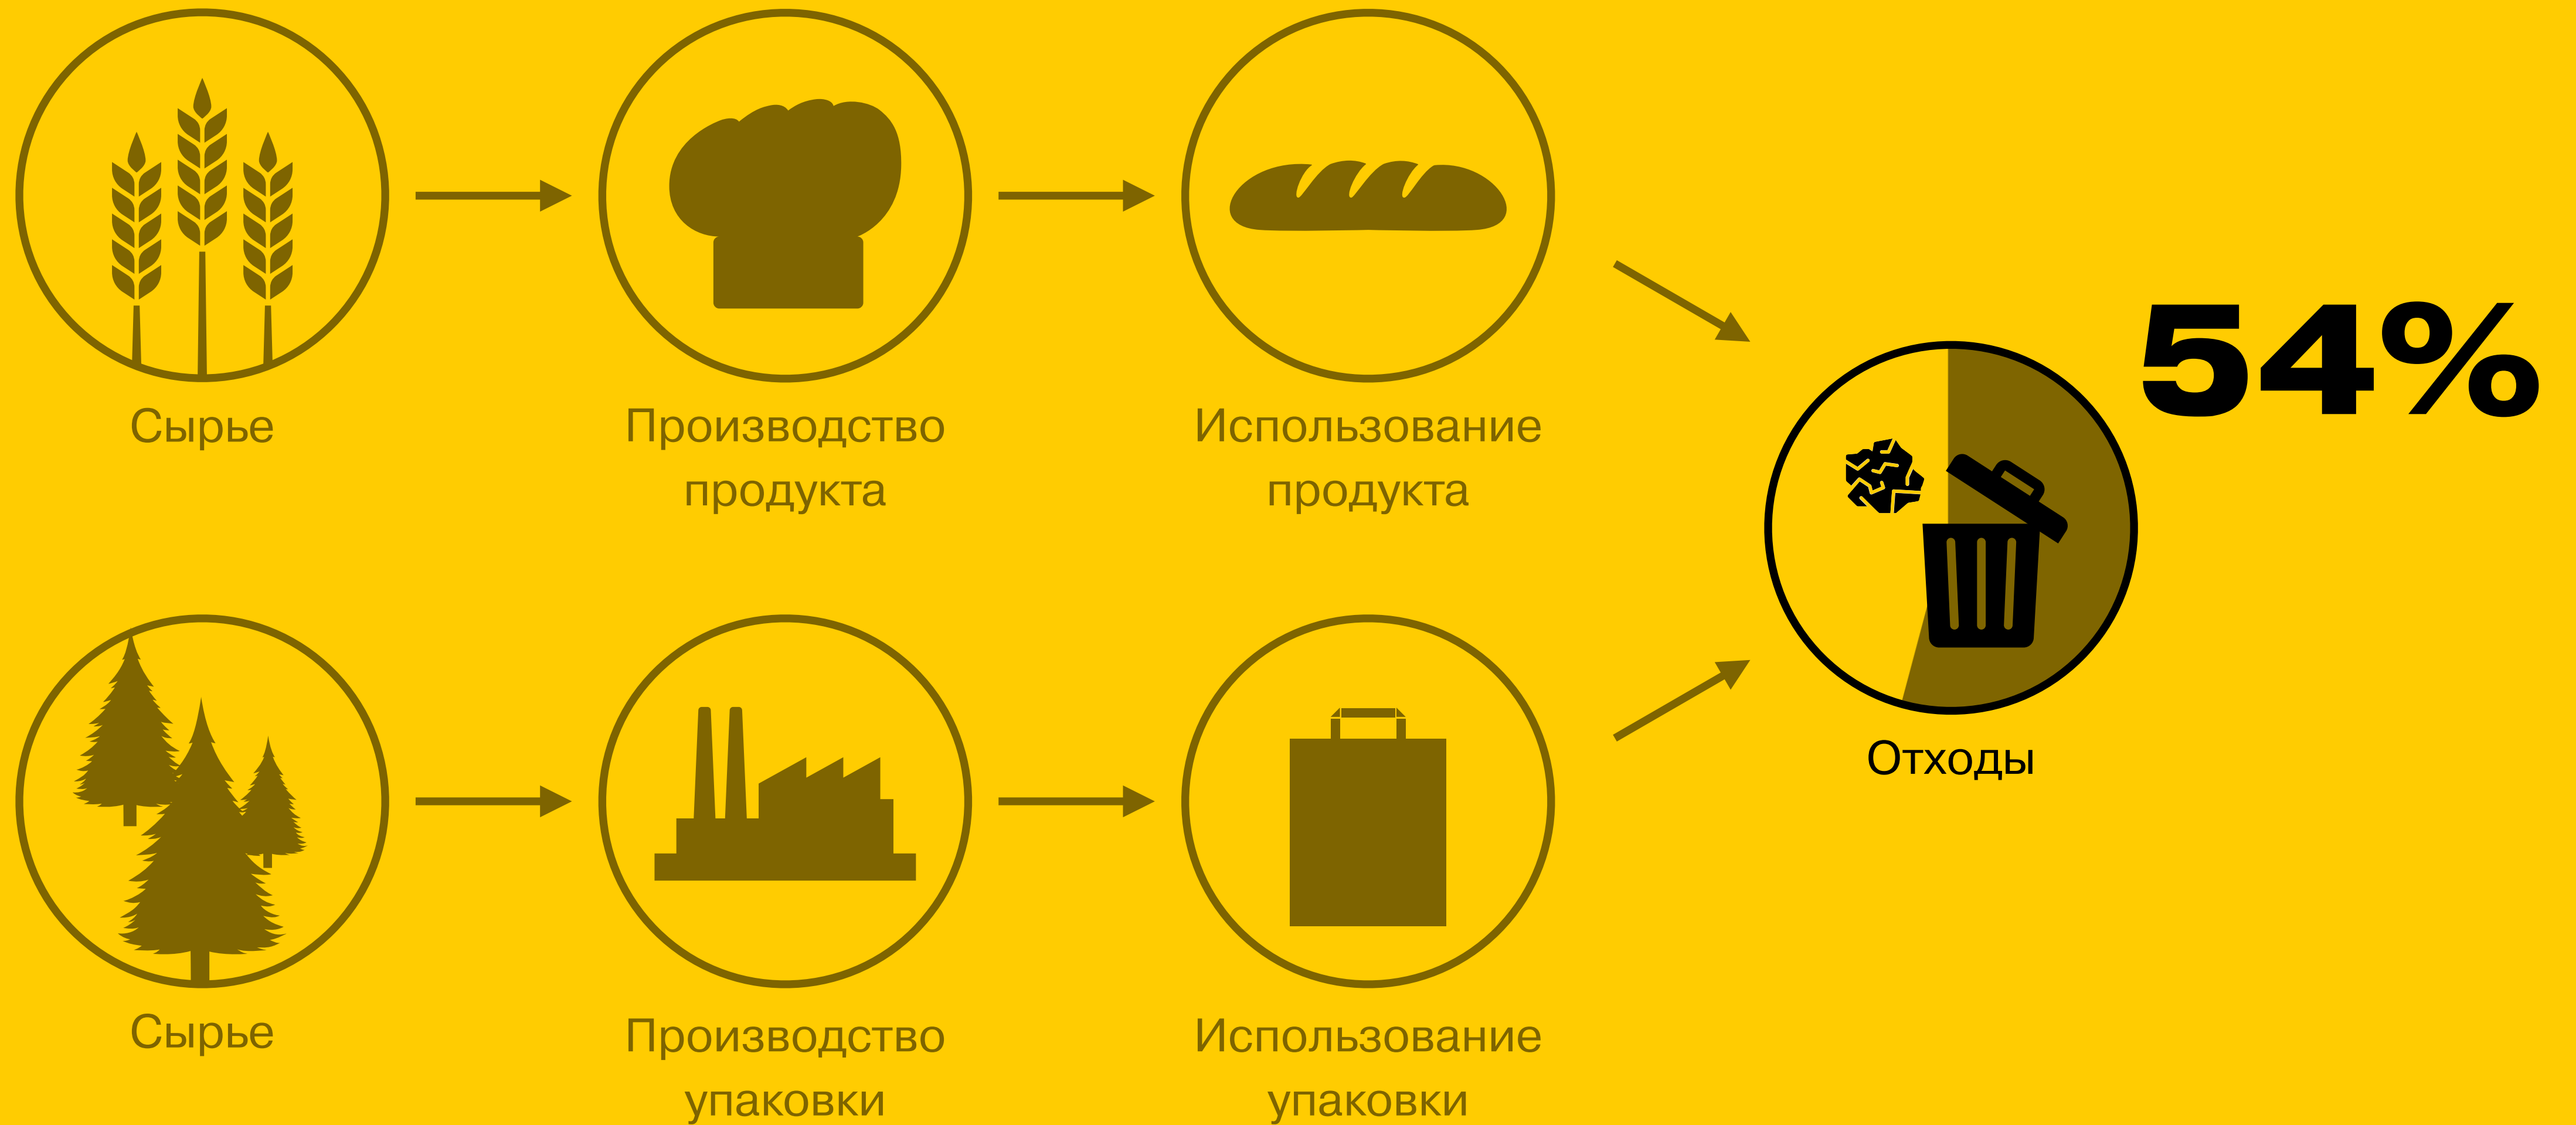 Сырье
Производство
продукта
Использование
продукта
54%
Отходы
Сырье
Производство
упаковки
Использование
упаковки